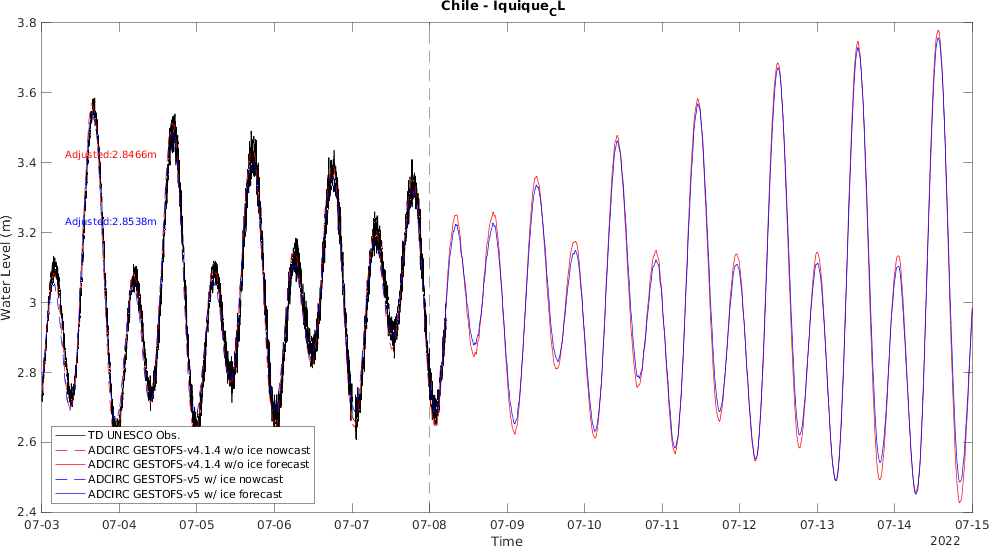 Chile - Iquique_CL
3.8
3.6
3.4
3.2
3
2.8
2.6
2.4
Water Level (m)
Adjusted:2.8466m
Adjusted:2.8538m
TD UNESCO Obs.
ADCIRC GESTOFS-v4.1.4 w/o ice nowcast
ADCIRC GESTOFS-v4.1.4 w/o ice forecast
ADCIRC GESTOFS-v5 w/ ice nowcast
ADCIRC GESTOFS-v5 w/ ice forecast
07-03 07-04 07-05 07-06 07-07 07-08 07-09 07-10 07-11 07-12 07-13 07-14 07-15
Time
2022